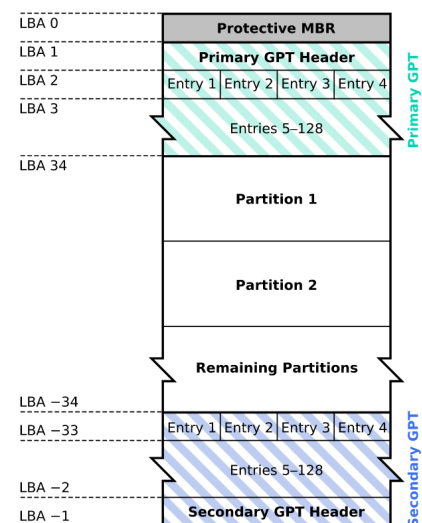 LBA 0
Protective MBR
LBA 1
Primary GPT Header
LBA 2
Entry 1 Entry 2 Entry 3 Entry 4
LBA 3
Entries 5–128
Primary GPT
LBA 34
Partition 1
Partition 2
Remaining Partitions
LBA −34
LBA −33
Entry 1 Entry 2 Entry 3 Entry 4
Entries 5–128
LBA −2
Secondary GPT Header
LBA −1
Secondary GPT